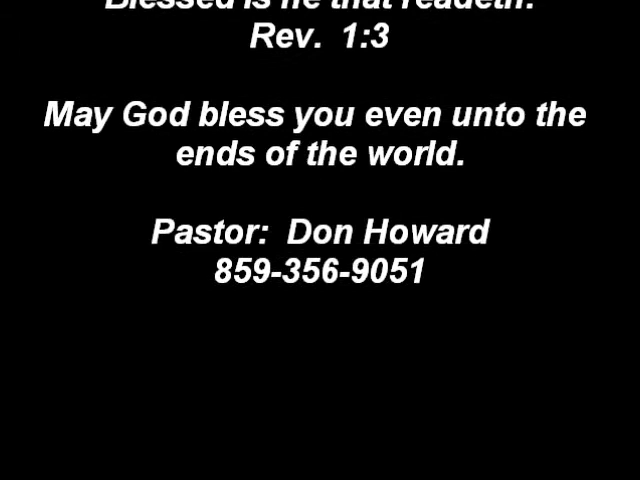 Blessed is he that readeth.
Rev. 1:3
May God bless you even unto the
ends of the world.
Pastor: Don Howard
859-356-9051